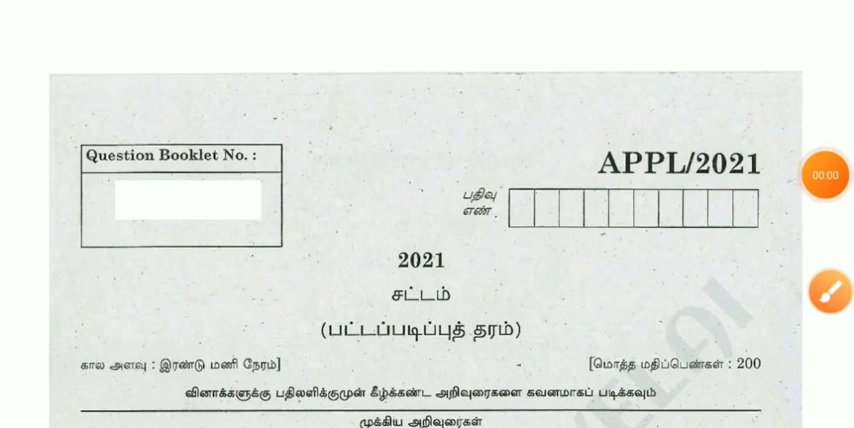 Question Booklet No. :
APPL/2021
பதிவு
எண்
2021
சட்டம்
(பட்டப்படிப்புத் தரம்)
கால அளவு : இரண்டு மணி நேரம்]
[மொத்த மதிப்பெண்கள் : 200
வினாக்களுக்கு பதிலளிக்குமுன் கீழ்க்கண்ட அறிவுரைகளை கவனமாகப் படிக்கவும்
முக்கிய அறிவுரைகள்
00:00